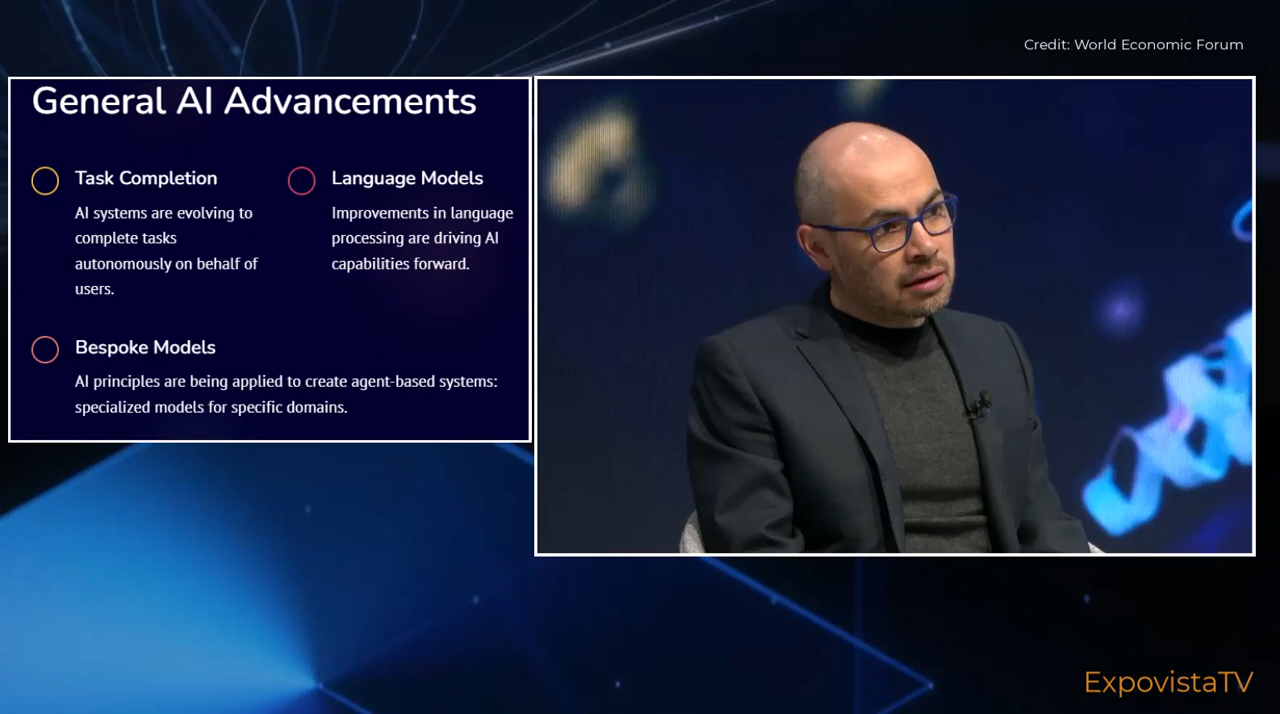 Credit: World Economic Forum
General AI Advancements
Task Completion
AI systems are evolving to
complete tasks
autonomously on behalf of
users.
Language Models
Improvements in language
processing are driving AI
capabilities forward.
Bespoke Models
AI principles are being applied to create agent-based systems:
specialized models for specific domains.
ExpovistaTV